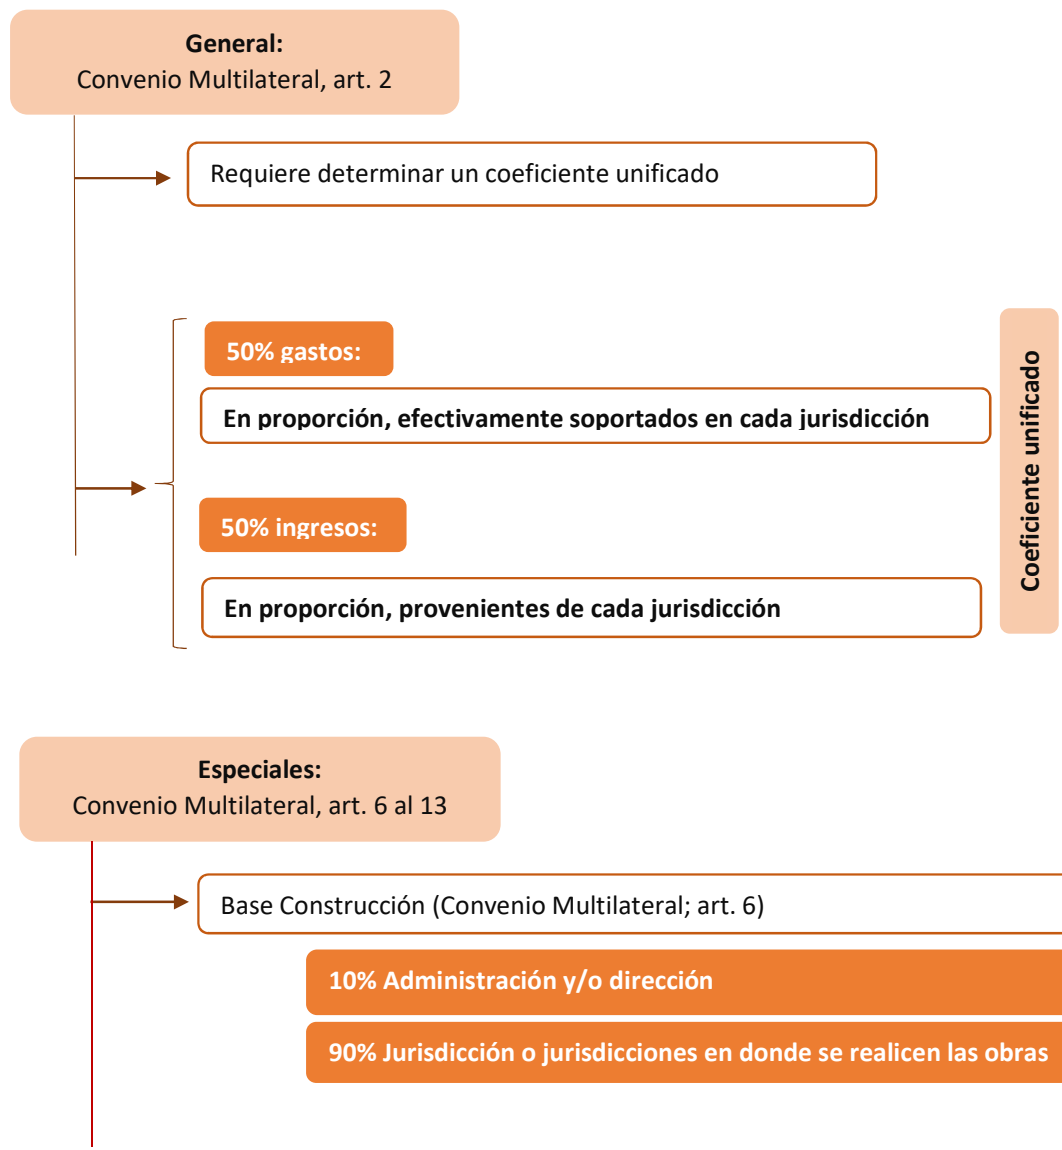 General:
Convenio Multilateral, art. 2
Requiere determinar un coeficiente unificado
50% gastos:
En proporción, efectivamente soportados en cada jurisdicción
50% ingresos:
En proporción, provenientes de cada jurisdicción
Coeficiente unificado
Especiales:
Convenio Multilateral, art. 6 al 13
Base Construcción (Convenio Multilateral; art. 6)
10% Administración y/o dirección
90% Jurisdicción o jurisdicciones en donde se realicen las obras